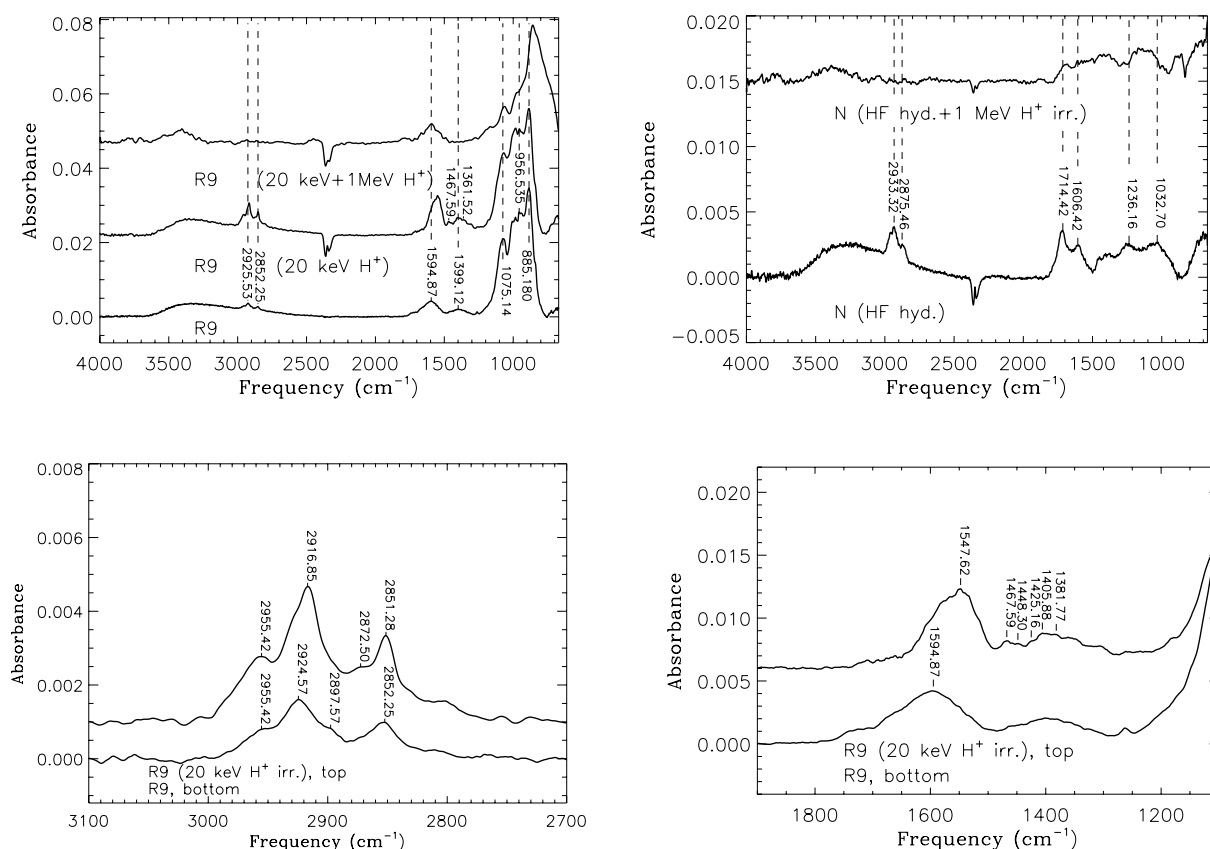 0.08
0.06
0.04
0.02
0.00
Absorbance
R9 (20 keV+1MeV H+)
R9 (20 keV H+)
R9
2925.53
2852.25
1594.87
1467.59
1399.12
1361.52
1075.14
956.535
885.180
4000 3500 3000 2500 2000 1500 1000
Frequency (cm−1)
0.020
0.015
0.010
0.005
0.000
−0.005
Absorbance
N (HF hyd.+1 MeV H+ irr.)
2933.32
2875.46
1714.42
1606.42
1236.16
1032.70
N (HF hyd.)
4000 3500 3000 2500 2000 1500 1000
Frequency (cm−1)
0.008
0.006
0.004
0.002
0.000
Absorbance
2955.42
2916.85
2872.50
2851.28
2955.42
2924.57
2897.57
2852.25
R9 (20 keV H+ irr.), top
R9, bottom
3100 3000 2900 2800 2700
Frequency (cm−1)
0.020
0.015
0.010
0.005
0.000
Absorbance
1547.62
1467.59
1448.30
1425.16
1405.88
1381.77
1594.87
R9 (20 keV H+ irr.), top
R9, bottom
1800 1600 1400 1200
Frequency (cm−1)